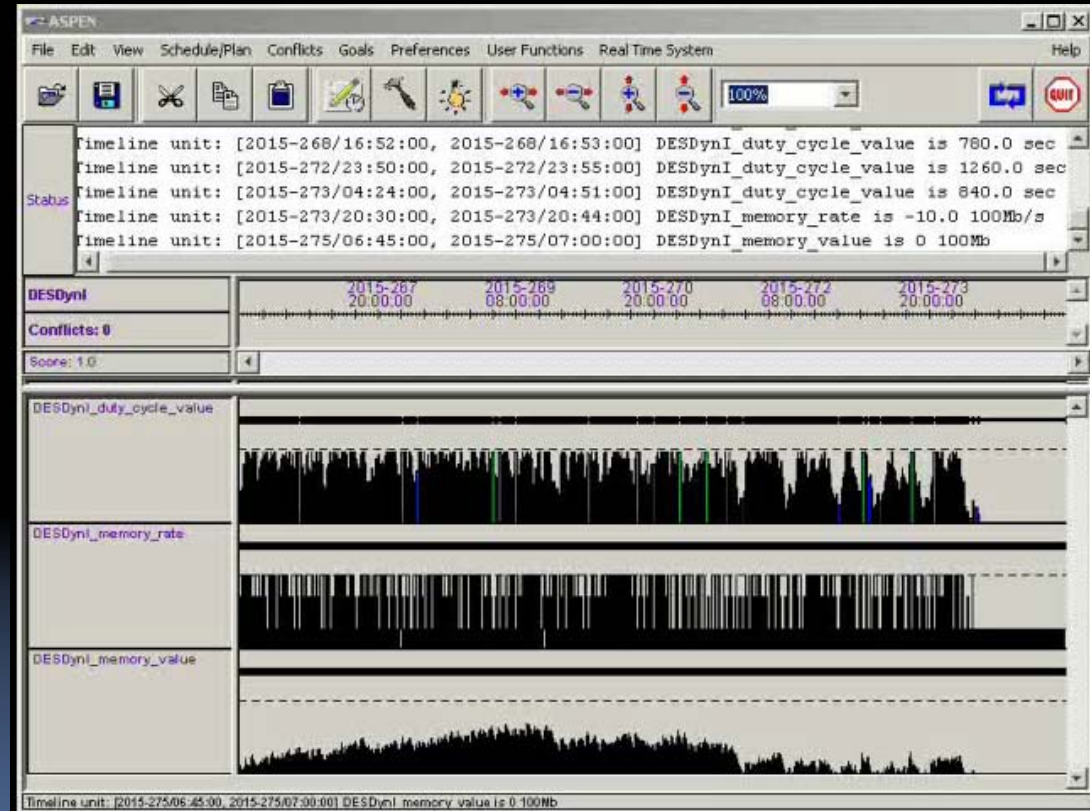 ASPEN
File Edit View Schedule/Plan Conflicts Goals Preferences User Functions Real Time System Help
100%
QUIT
Status
Timeline unit: [2015-268/16:52:00, 2015-268/16:53:00] DESDynI_duty_cycle_value is 780.0 sec
Timeline unit: [2015-272/23:50:00, 2015-272/23:55:00] DESDynI_duty_cycle_value is 1260.0 sec
Timeline unit: [2015-273/04:24:00, 2015-273/04:51:00] DESDynI_duty_cycle_value is 840.0 sec
Timeline unit: [2015-273/20:30:00, 2015-273/20:44:00] DESDynI_memory_rate is -10.0 100Mb/s
Timeline unit: [2015-275/06:45:00, 2015-275/07:00:00] DESDynI_memory_value is 0 100Mb
DESDynI
2015-267 2015-269 2015-270 2015-272 2015-273
20:00:00 08:00:00 20:00:00 08:00:00 20:00:00
Conflicts: 0
Score: 1.0
DESDynI_duty_cycle_value
DESDynI_memory_rate
DESDynI_memory_value
Timeline unit: [2015-275/06:45:00, 2015-275/07:00:00] DESDynI_memory_value is 0 100Mb